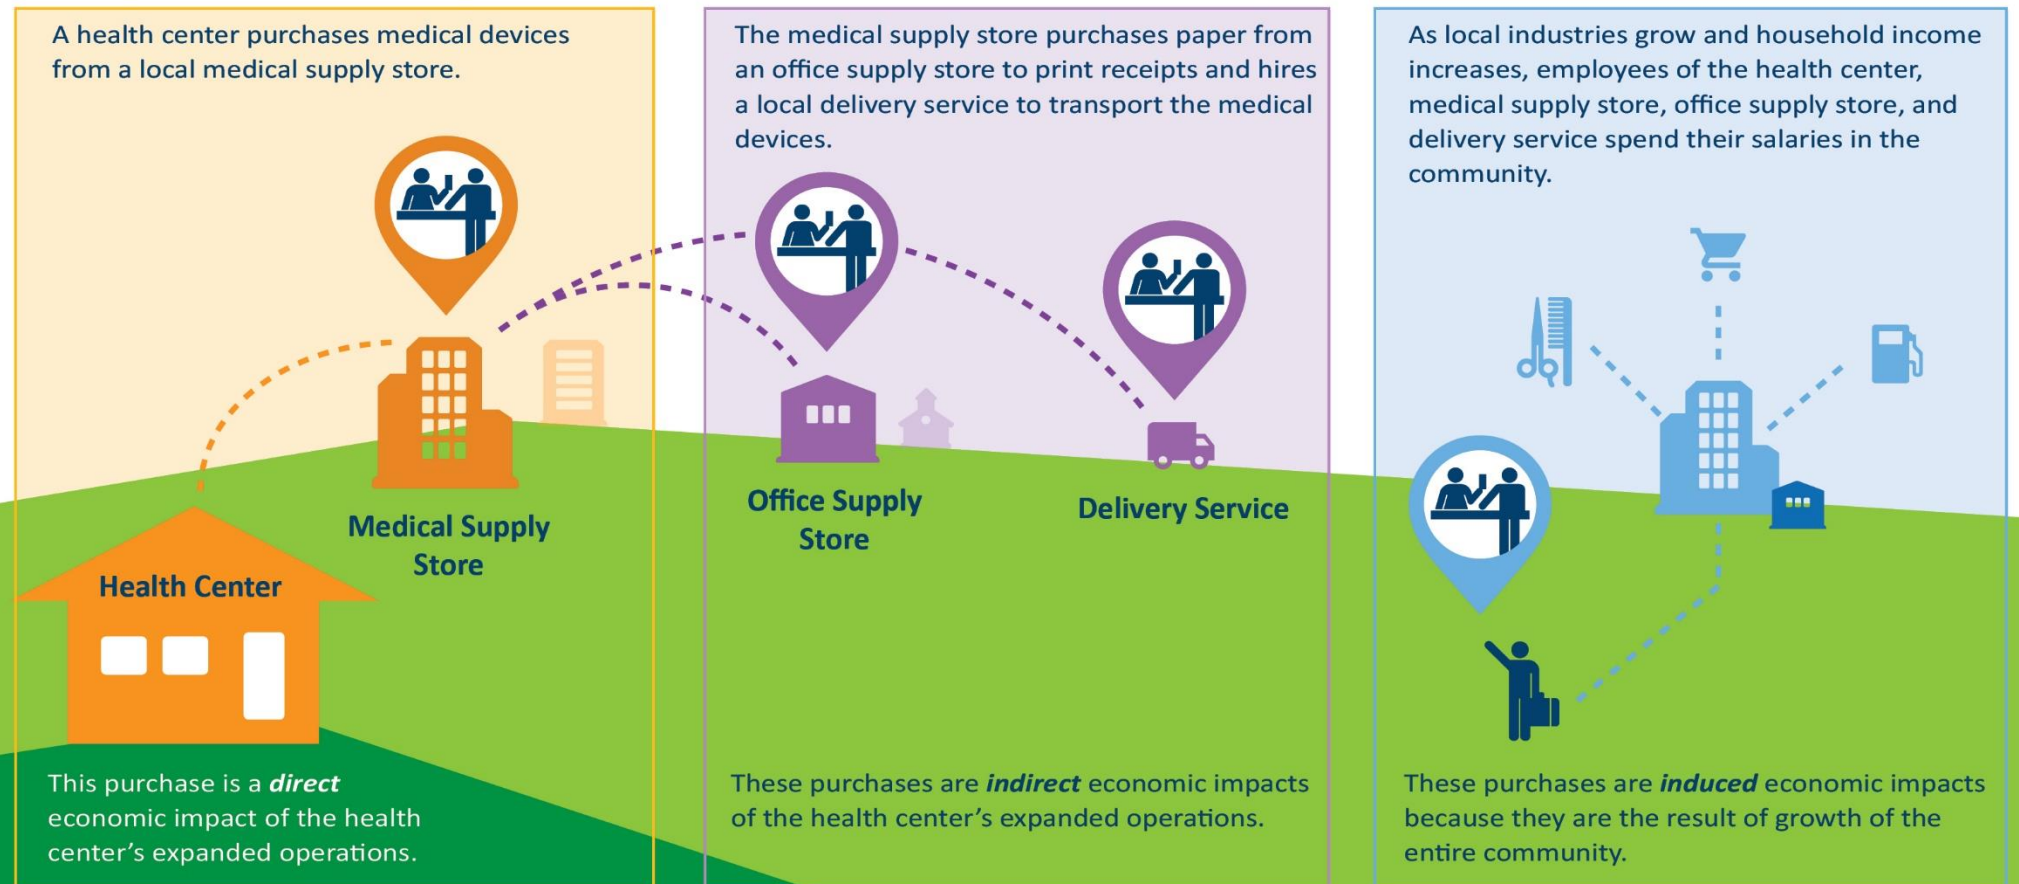 A health center purchases medical devices
from a local medical supply store.
Health Center
Medical Supply
Store
This purchase is a direct
economic impact of the health
center’s expanded operations.
The medical supply store purchases paper from
an office supply store to print receipts and hires
a local delivery service to transport the medical
devices.
Office Supply
Store
Delivery Service
These purchases are indirect economic impacts
of the health center’s expanded operations.
As local industries grow and household income
increases, employees of the health center,
medical supply store, office supply store, and
delivery service spend their salaries in the
community.
These purchases are induced economic impacts
because they are the result of growth of the
entire community.